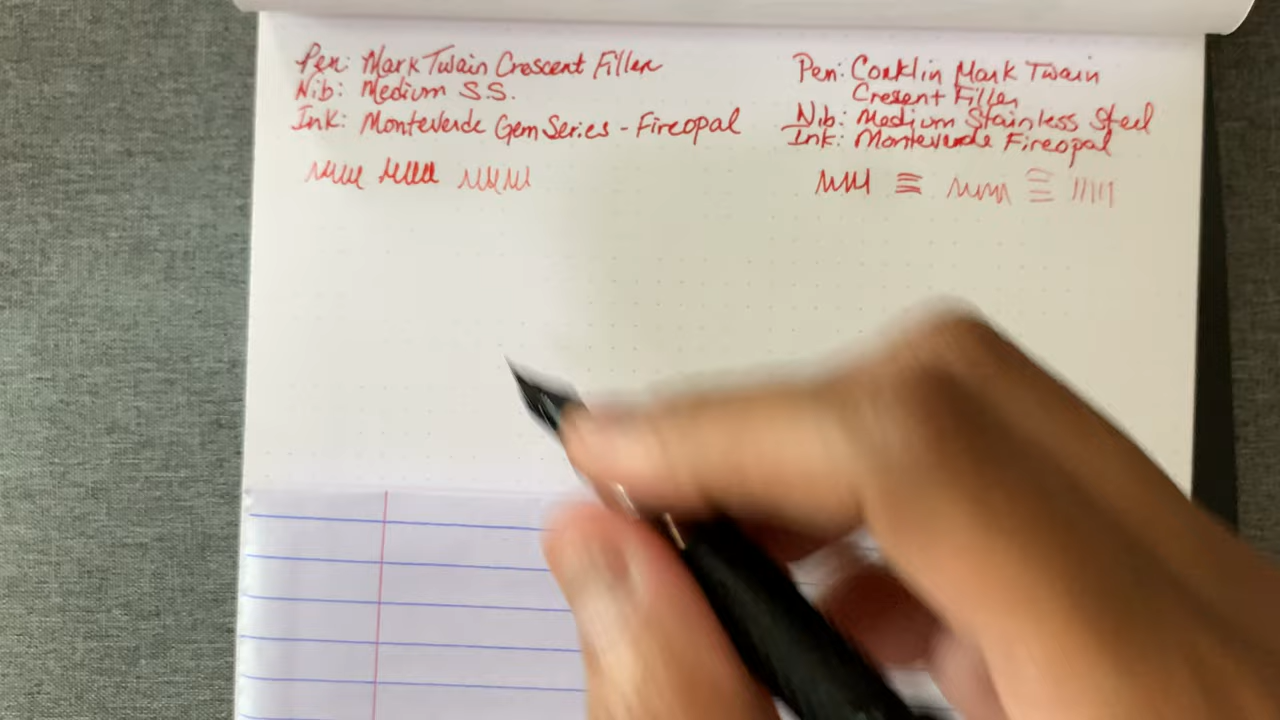 Pen: Mark Twain Crescent Filler
Nib: Medium S.S.
Ink: Monteverde Gem Series - Fireopal
Pen: Conklin Mark Twain
Cresent Filler
Nib: Medium Stainless Steel
Ink: Monteverde Fireopal